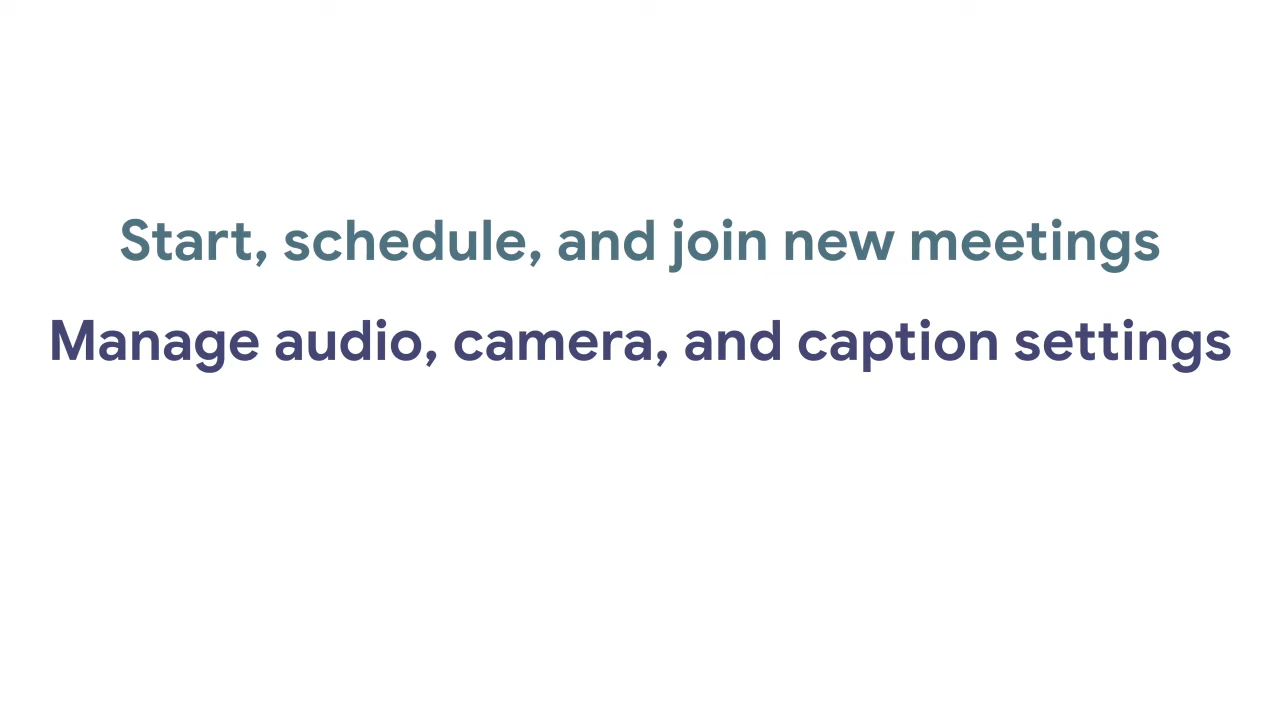 Start, schedule, and join new meetings
Manage audio, camera, and caption settings